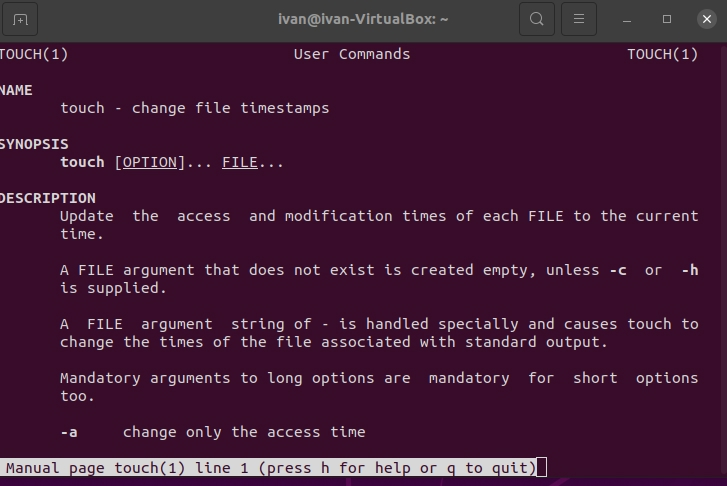 ivan@ivan-VirtualBox: ~
TOUCH(1) User Commands TOUCH(1)
NAME
touch - change file timestamps
SYNOPSIS
touch [OPTION]... FILE...
DESCRIPTION
Update the access and modification times of each FILE to the current
time.
A FILE argument that does not exist is created empty, unless -c or -h
is supplied.
A FILE argument string of - is handled specially and causes touch to
change the times of the file associated with standard output.
Mandatory arguments to long options are mandatory for short options
too.
-a change only the access time
Manual page touch(1) line 1 (press h for help or q to quit)